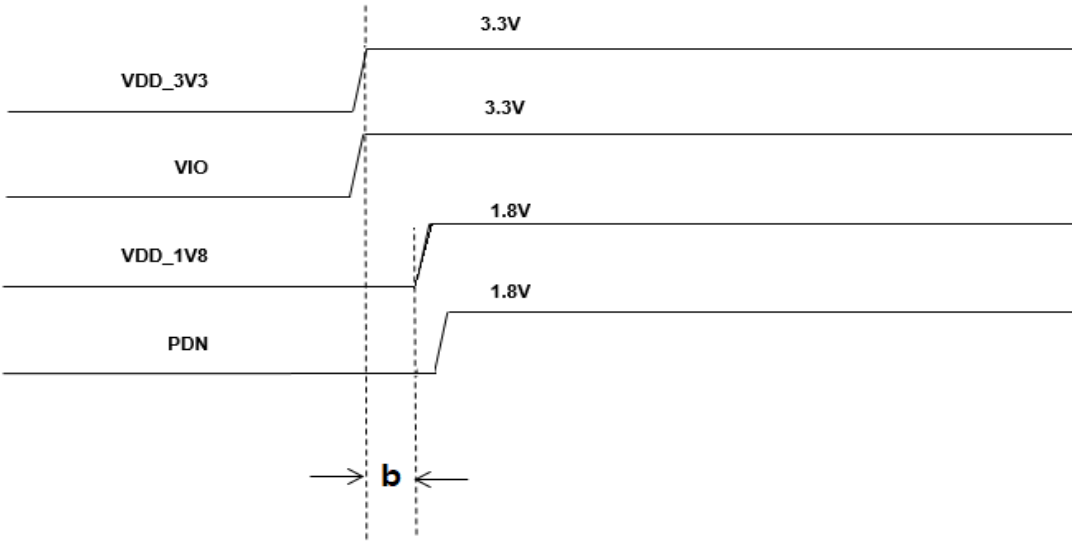 3.3V
VDD_3V3
3.3V
VIO
1.8V
VDD_1V8
1.8V
PDN
b